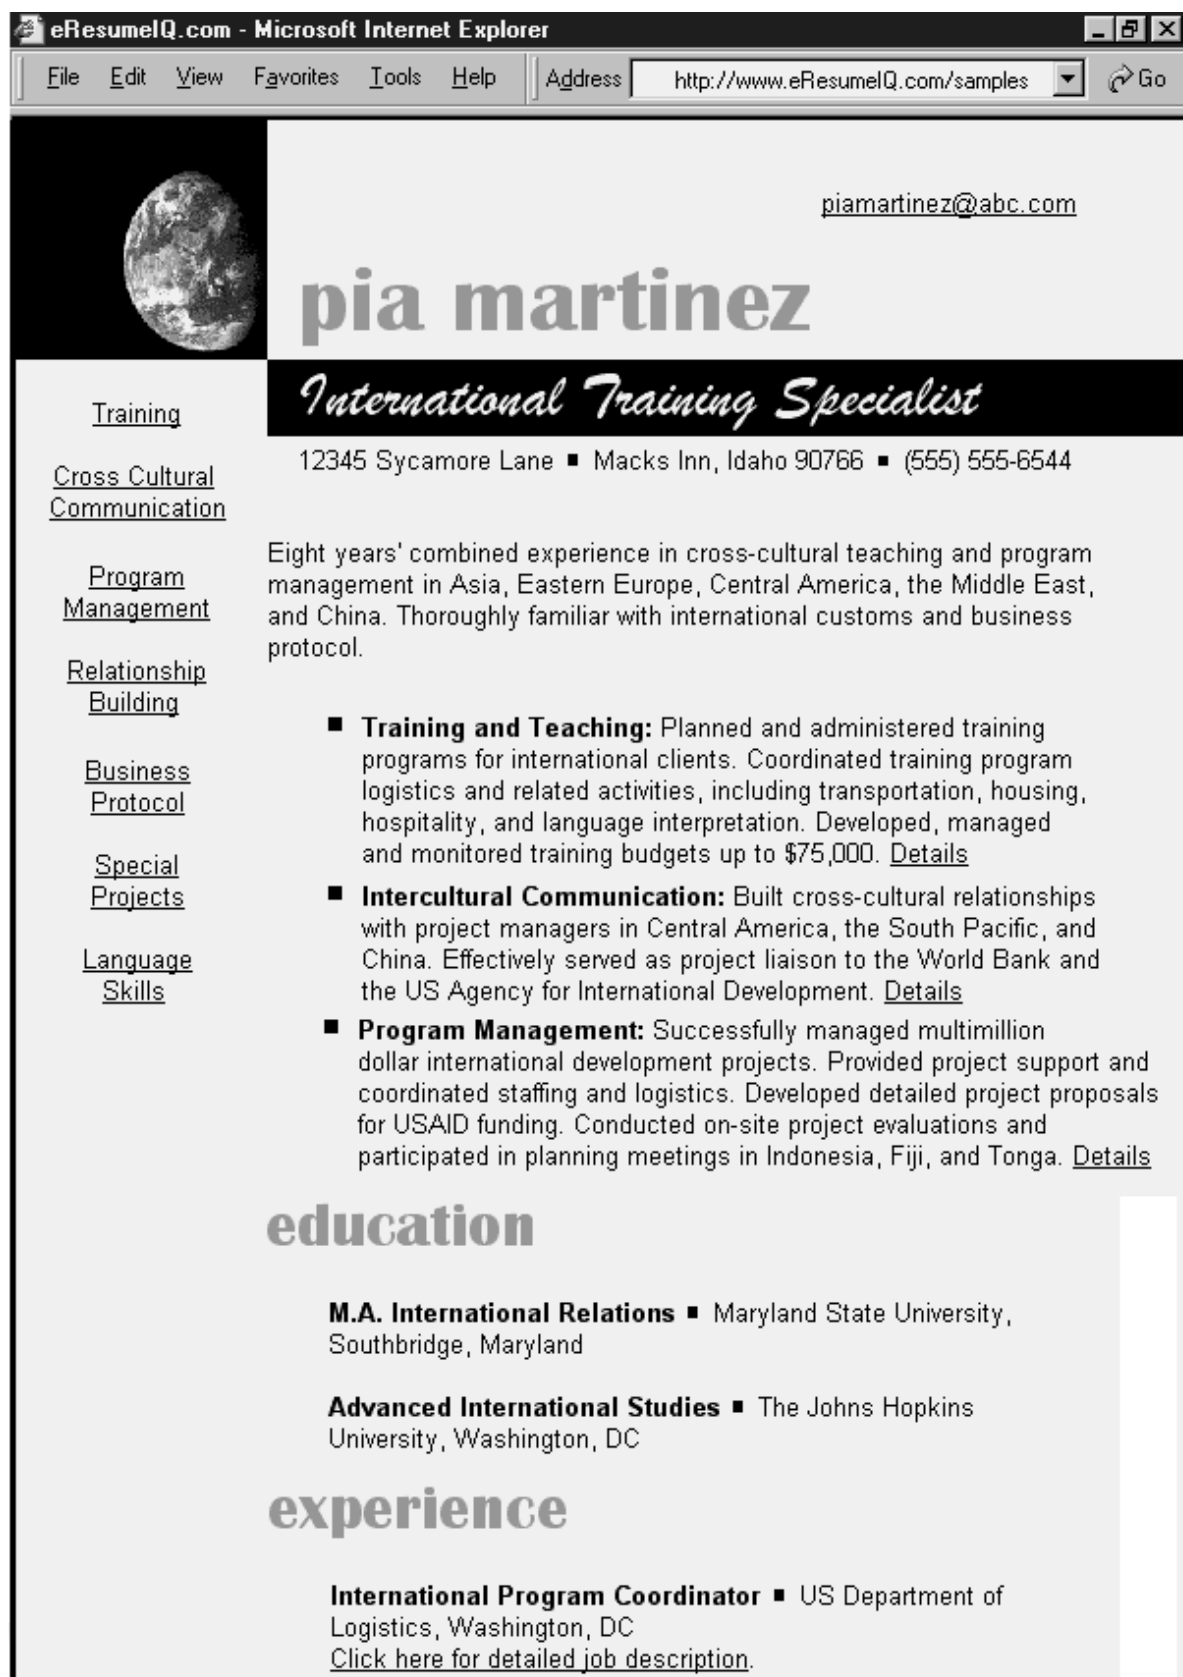 eResumeIQ.com - Microsoft Internet Explorer
File Edit View Favorites Tools Help Address http://www.eResumeIQ.com/samples Go
piamartinez@abc.com
pia martinez
International Training Specialist
12345 Sycamore Lane ▪ Macks Inn, Idaho 90766 ▪ (555) 555-6544
Training
Cross Cultural
Communication
Program
Management
Relationship
Building
Business
Protocol
Special
Projects
Language
Skills
Eight years' combined experience in cross-cultural teaching and program
management in Asia, Eastern Europe, Central America, the Middle East,
and China. Thoroughly familiar with international customs and business
protocol.
▪ Training and Teaching: Planned and administered training
programs for international clients. Coordinated training program
logistics and related activities, including transportation, housing,
hospitality, and language interpretation. Developed, managed
and monitored training budgets up to $75,000. Details
▪ Intercultural Communication: Built cross-cultural relationships
with project managers in Central America, the South Pacific, and
China. Effectively served as project liaison to the World Bank and
the US Agency for International Development. Details
▪ Program Management: Successfully managed multimillion
dollar international development projects. Provided project support and
coordinated staffing and logistics. Developed detailed project proposals
for USAID funding. Conducted on-site project evaluations and
participated in planning meetings in Indonesia, Fiji, and Tonga. Details
education
M.A. International Relations ▪ Maryland State University,
Southbridge, Maryland
Advanced International Studies ▪ The Johns Hopkins
University, Washington, DC
experience
International Program Coordinator ▪ US Department of
Logistics, Washington, DC
Click here for detailed job description.